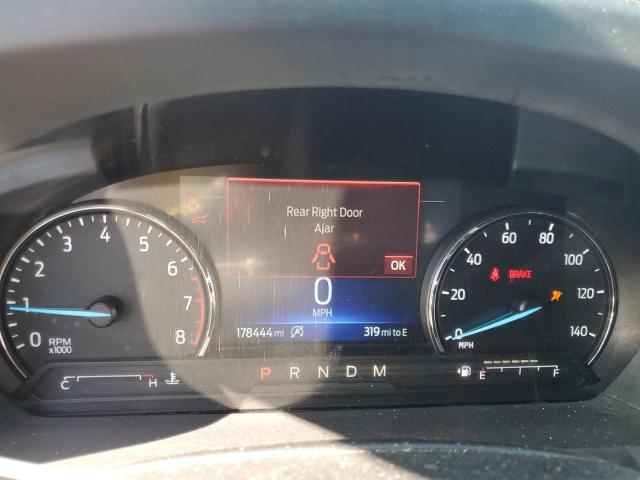 Rear Right Door
Ajar
OK
0
MPH
178444 mi
319 mi to E
0 1 2 3 4 5 6 7 8
RPM
x1000
0 20 40 60 80 100 120 140
BRAKE
MPH
C H
P R N D M
E F